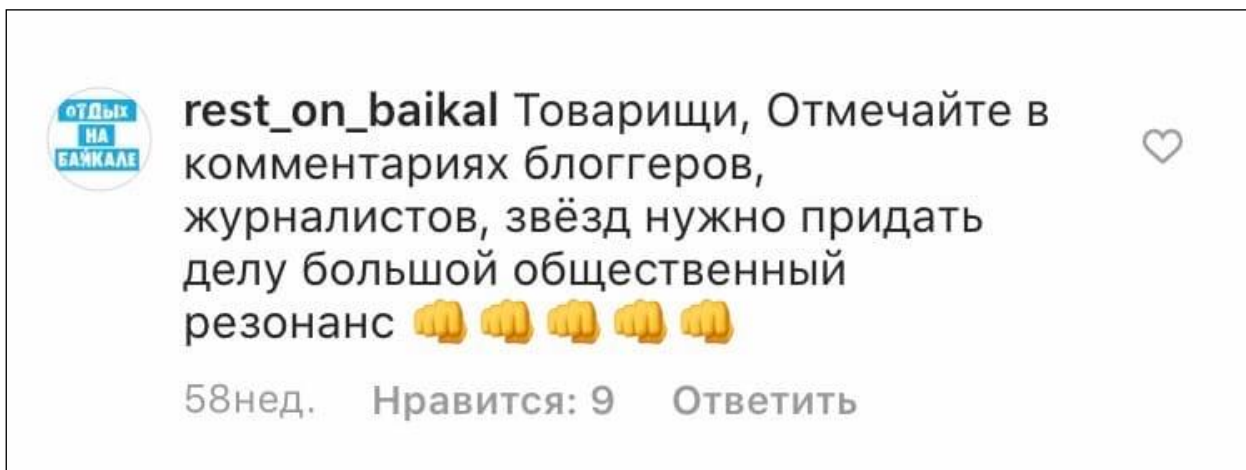 ОТДЫХ
НА
БАЙКАЛЕ
rest_on_baikal Товарищи, Отмечайте в
комментариях блоггеров,
журналистов, звёзд нужно придать
делу большой общественный
резонанс 👊👊👊👊👊
58нед. Нравится: 9 Ответить